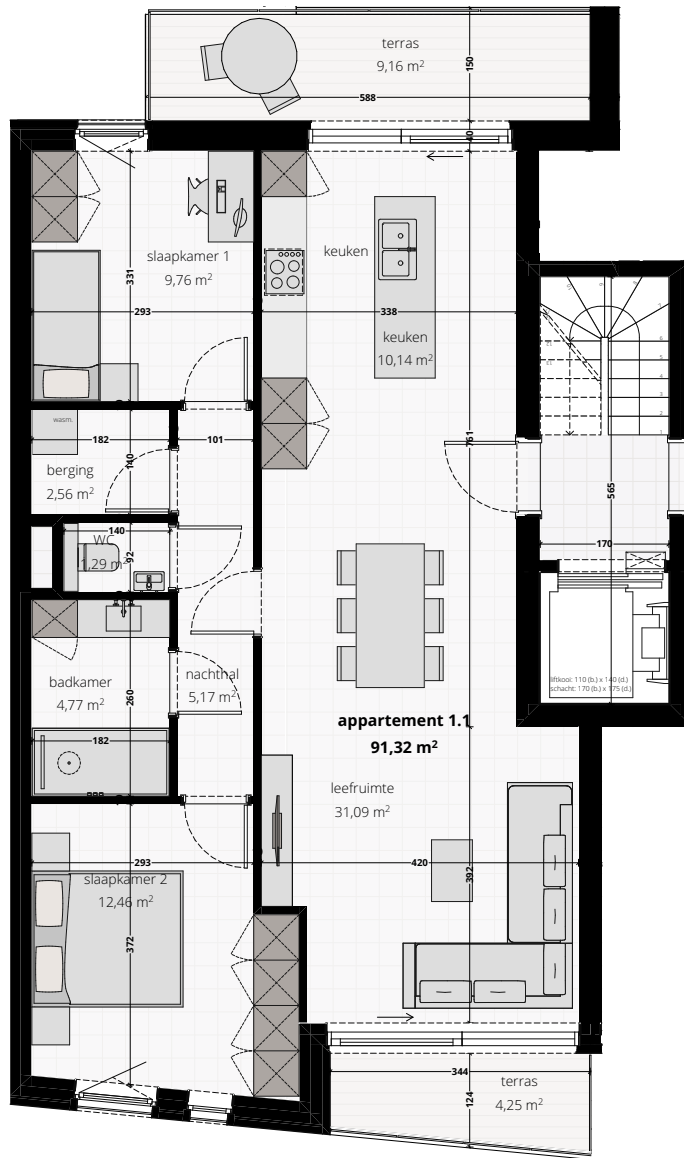 terras
9,16 m²
150
588
40
slaapkamer 1
9,76 m²
331
293
keuken
338
keuken
10,14 m²
761
wasm.
182
140
101
berging
2,56 m²
140
WC
92
1,29 m²
565
170
badkamer
4,77 m²
260
182
nachthal
5,17 m²
liftkooi: 110 (b.) x 140 (d.)
schacht: 170 (b.) x 175 (d.)
appartement 1.1
91,32 m²
leefruimte
31,09 m²
293
420
392
slaapkamer 2
12,46 m²
372
344
terras
4,25 m²
124